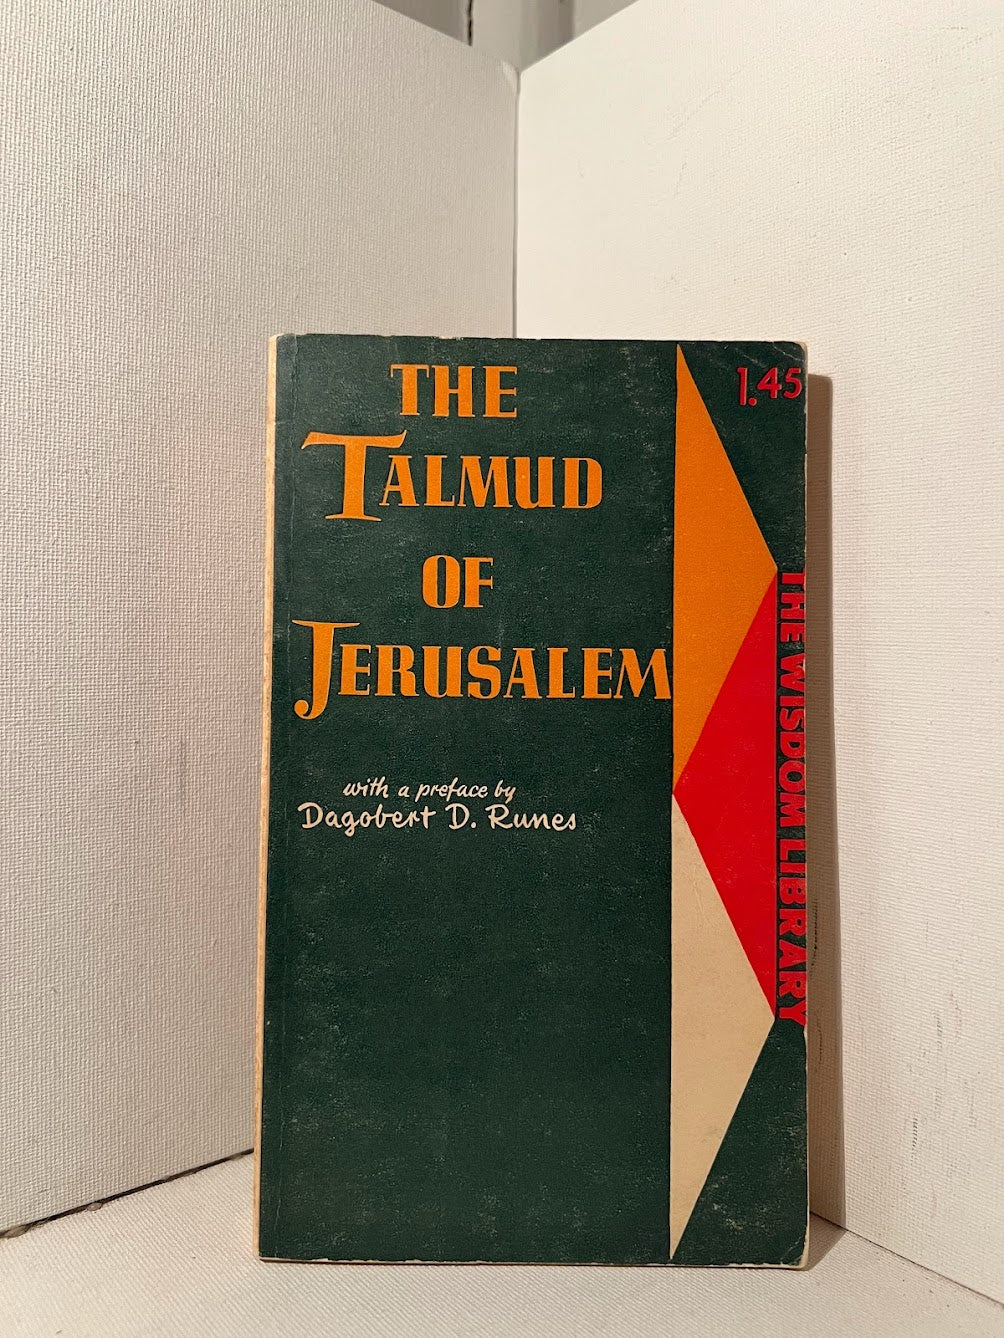 THE
TALMUD
OF
JERUSALEM
with a preface by
Dagobert D. Runes
1.45
THE WISDOM LIBRARY